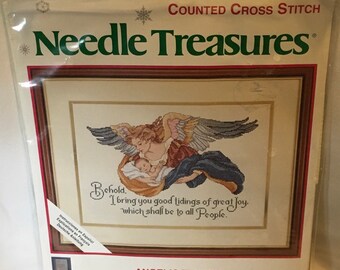 COUNTED CROSS STITCH
Needle Treasures®
Behold,
I bring you good tidings of great Joy,
which shall be to all People.